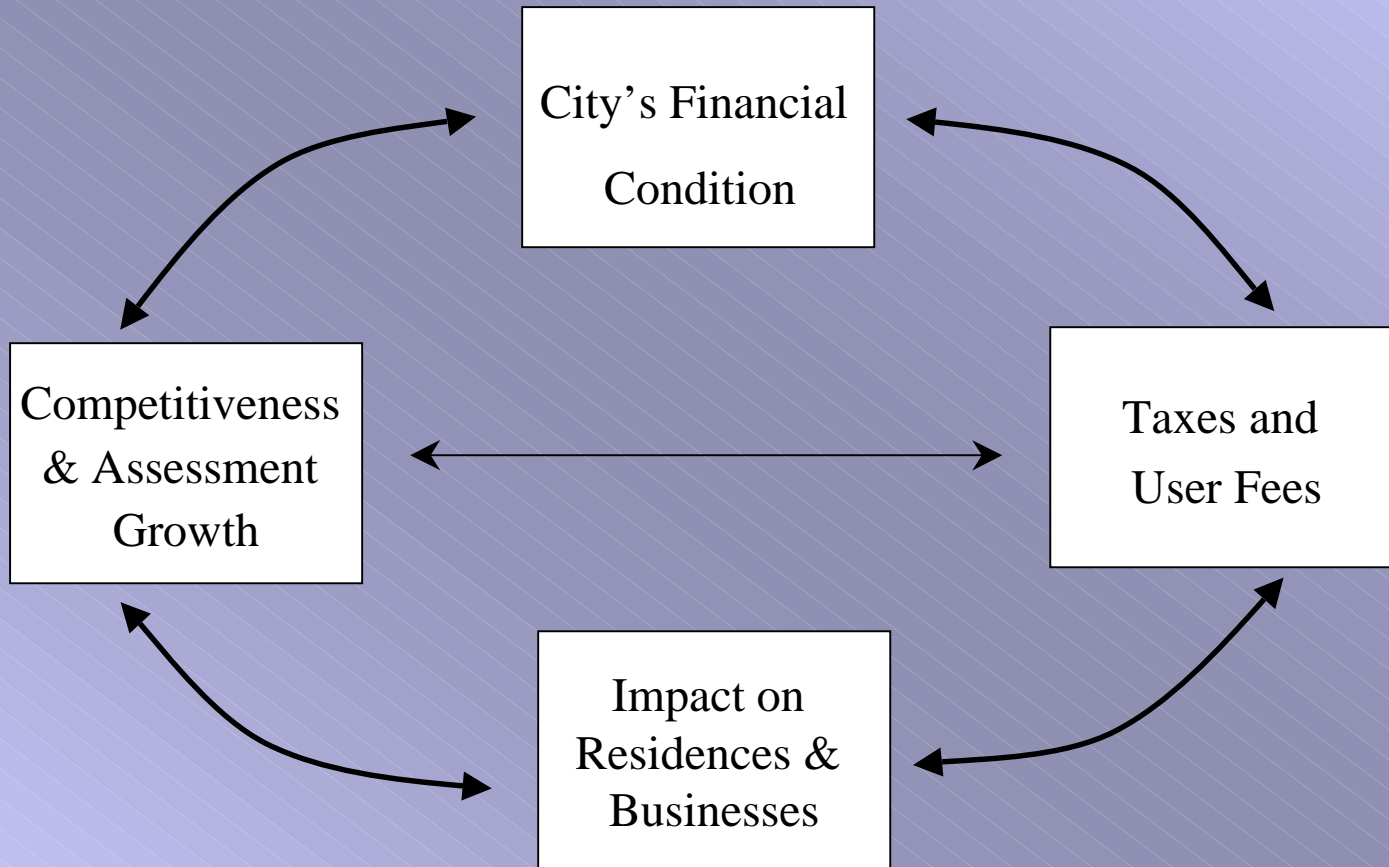 City’s Financial
Condition
Competitiveness
& Assessment
Growth
Taxes and
User Fees
Impact on
Residences &
Businesses